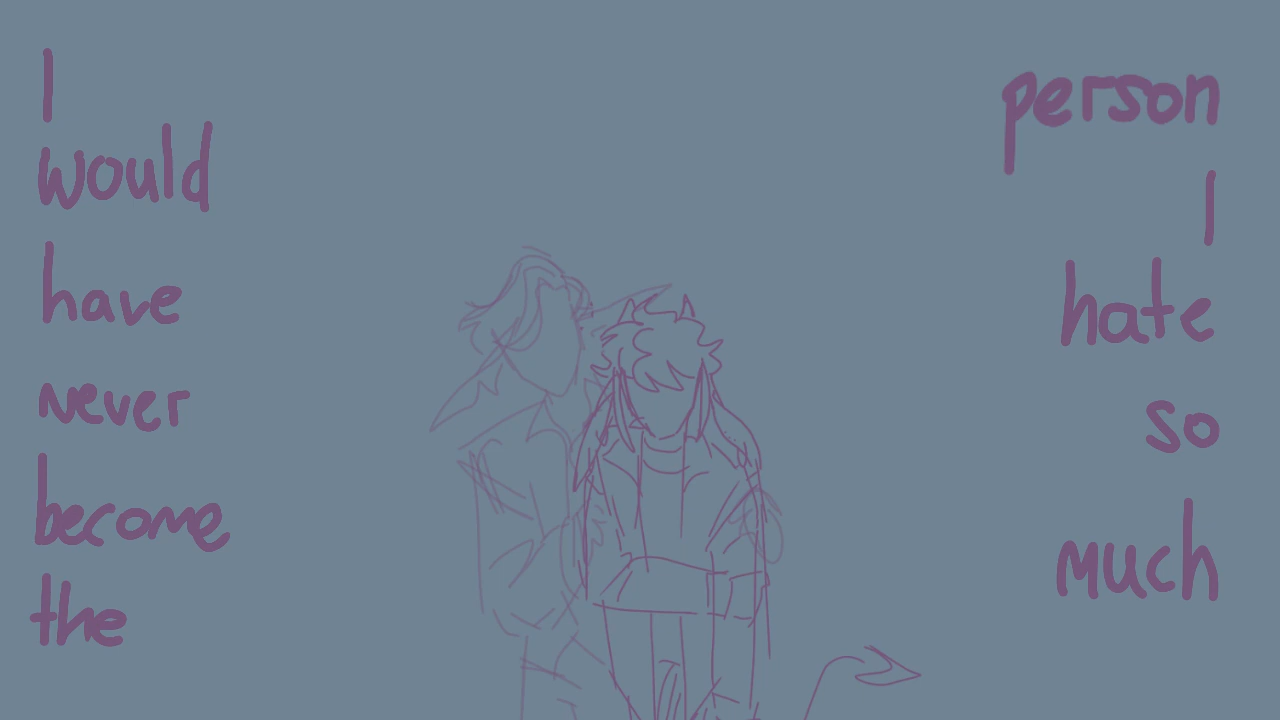 I
would
have
never
become
the
person
I
hate
so
much